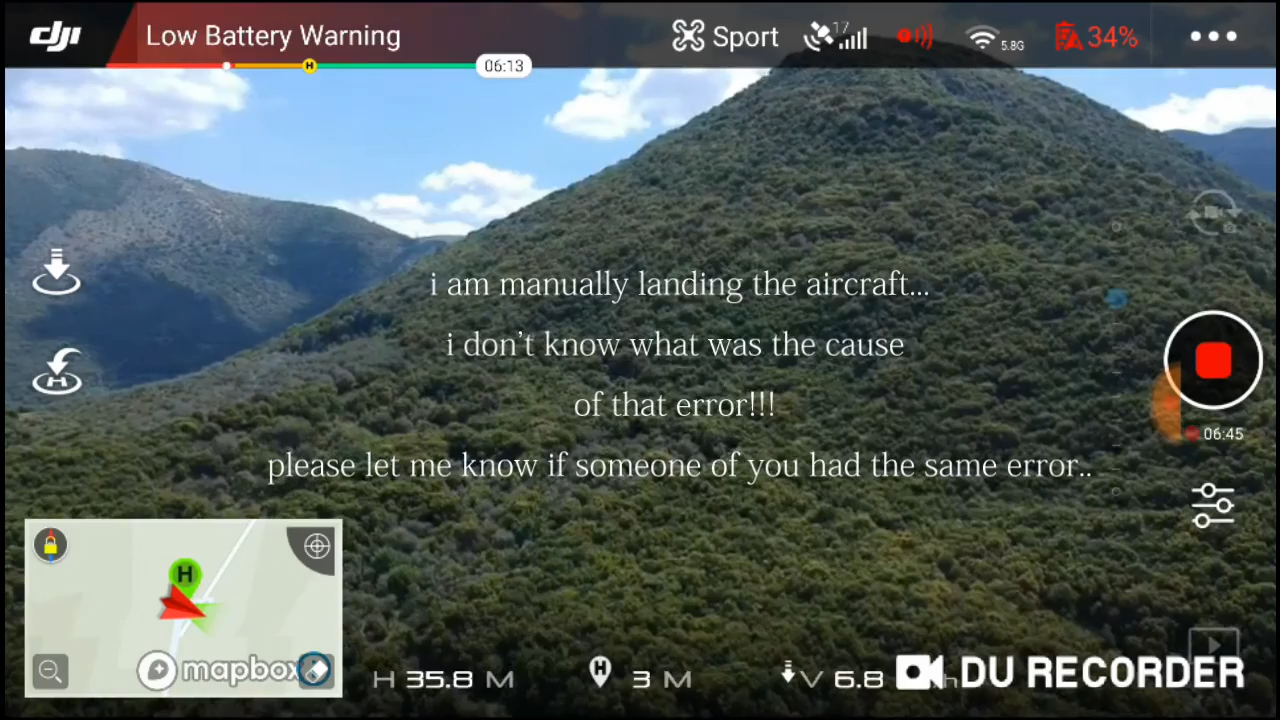 dji
Low Battery Warning
Sport
17
5.8G
34%
H
06:13
i am manually landing the aircraft...
i don't know what was the cause
of that error!!!
please let me know if someone of you had the same error..
06:45
H
mapbox
H 35.8 M
H 3 M
V 6.8
DU RECORDER